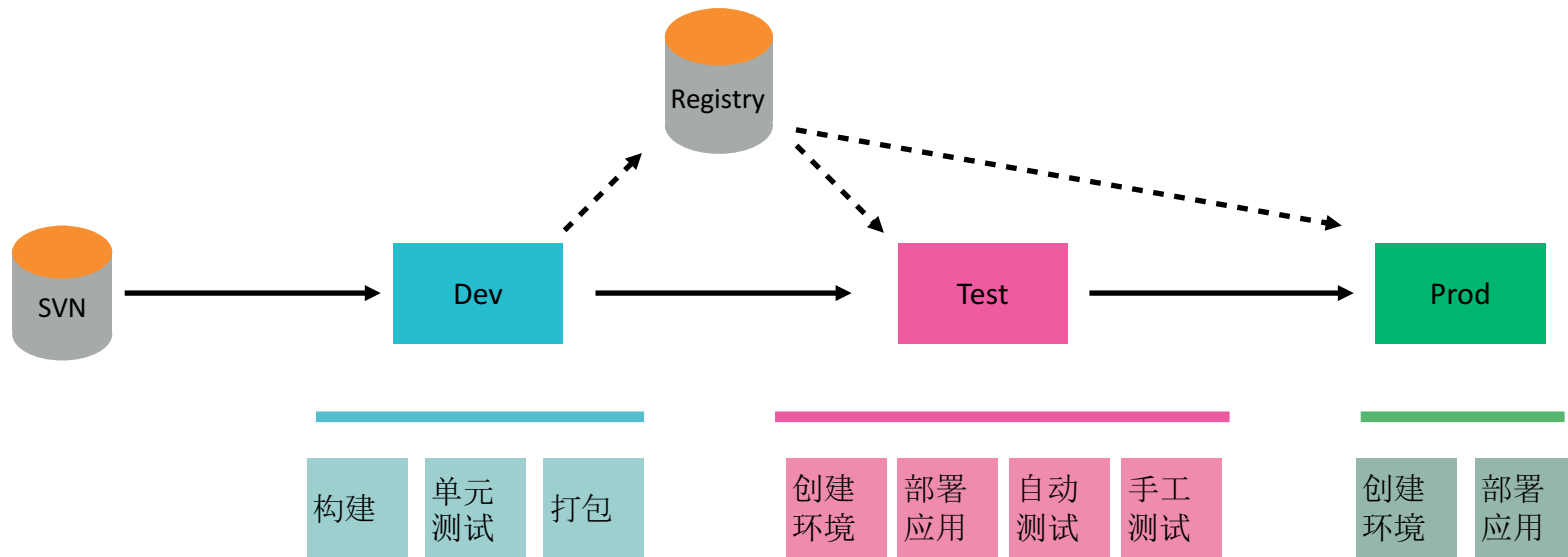 Registry
SVN
Dev
Test
Prod
构建
单元
测试
打包
创建
环境
部署
应用
自动
测试
手工
测试
创建
环境
部署
应用